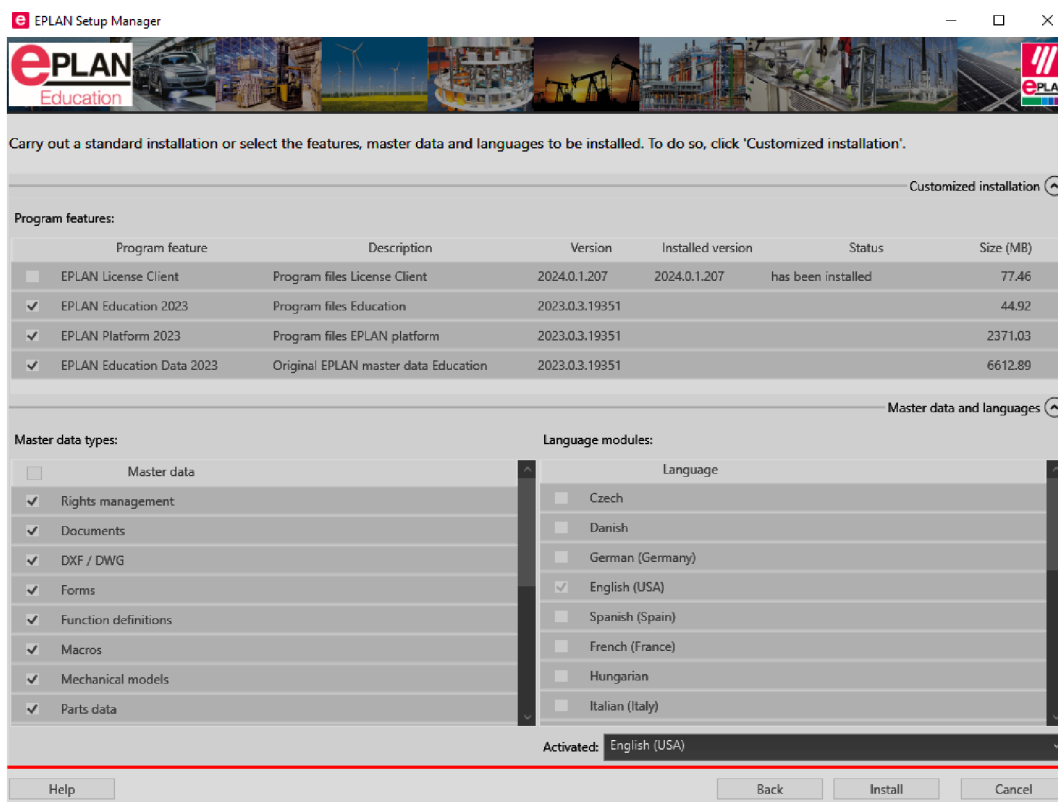 e EPLAN Setup Manager
ePLAN
Education
ePLAN
Carry out a standard installation or select the features, master data and languages to be installed. To do so, click 'Customized installation'.
Customized installation
Program features:
Program feature Description Version Installed version Status Size (MB)
EPLAN License Client Program files License Client 2024.0.1.207 2024.0.1.207 has been installed 77.46
EPLAN Education 2023 Program files Education 2023.0.3.19351 44.92
EPLAN Platform 2023 Program files EPLAN platform 2023.0.3.19351 2371.03
EPLAN Education Data 2023 Original EPLAN master data Education 2023.0.3.19351 6612.89
Master data and languages
Master data types: Language modules:
Master data Language
Rights management Czech
Documents Danish
DXF / DWG German (Germany)
Forms English (USA)
Function definitions Spanish (Spain)
Macros French (France)
Mechanical models Hungarian
Parts data Italian (Italy)
Activated: English (USA)
Help Back Install Cancel